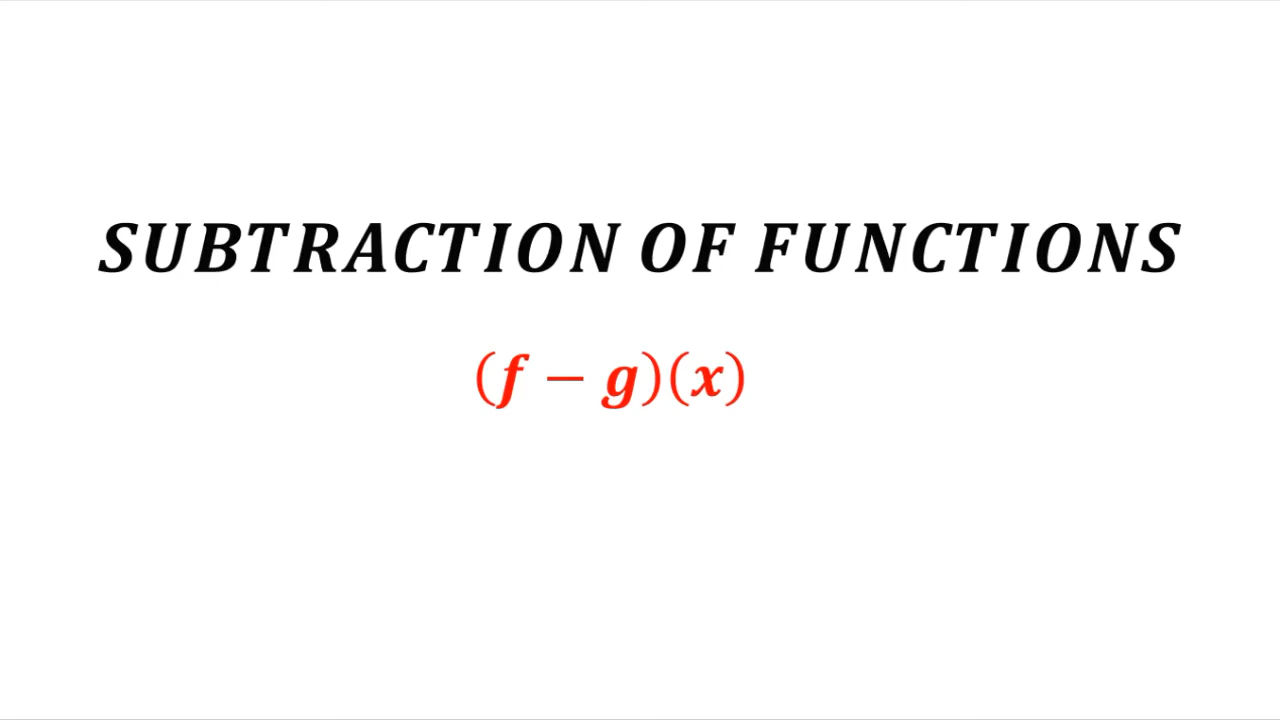 SUBTRACTION OF FUNCTIONS
(f − g)(x)